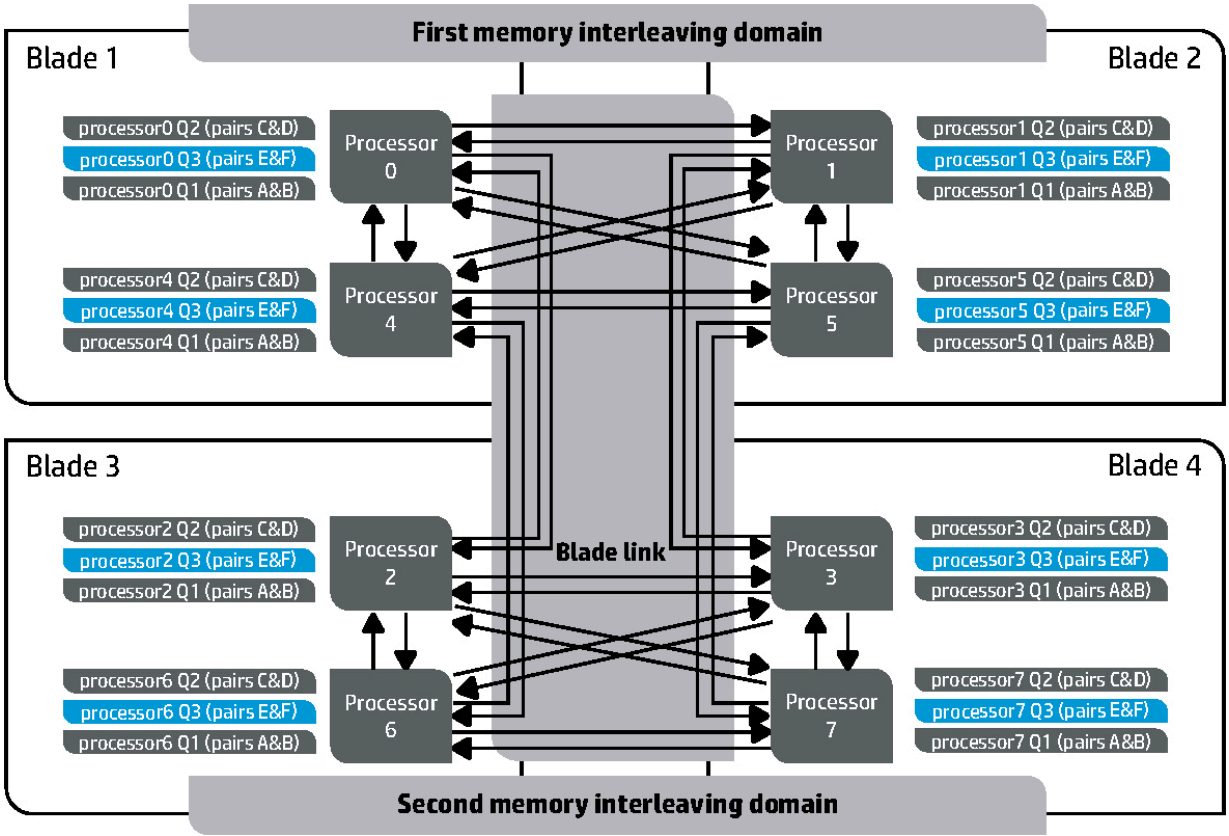 First memory interleaving domain
Blade 1
Blade 2
processor0 Q2 (pairs C&D)
processor0 Q3 (pairs E&F)
processor0 Q1 (pairs A&B)
Processor
0
Processor
1
processor1 Q2 (pairs C&D)
processor1 Q3 (pairs E&F)
processor1 Q1 (pairs A&B)
processor4 Q2 (pairs C&D)
processor4 Q3 (pairs E&F)
processor4 Q1 (pairs A&B)
Processor
4
Processor
5
processor5 Q2 (pairs C&D)
processor5 Q3 (pairs E&F)
processor5 Q1 (pairs A&B)
Blade 3
Blade 4
processor2 Q2 (pairs C&D)
processor2 Q3 (pairs E&F)
processor2 Q1 (pairs A&B)
Processor
2
Blade link
Processor
3
processor3 Q2 (pairs C&D)
processor3 Q3 (pairs E&F)
processor3 Q1 (pairs A&B)
processor6 Q2 (pairs C&D)
processor6 Q3 (pairs E&F)
processor6 Q1 (pairs A&B)
Processor
6
Processor
7
processor7 Q2 (pairs C&D)
processor7 Q3 (pairs E&F)
processor7 Q1 (pairs A&B)
Second memory interleaving domain